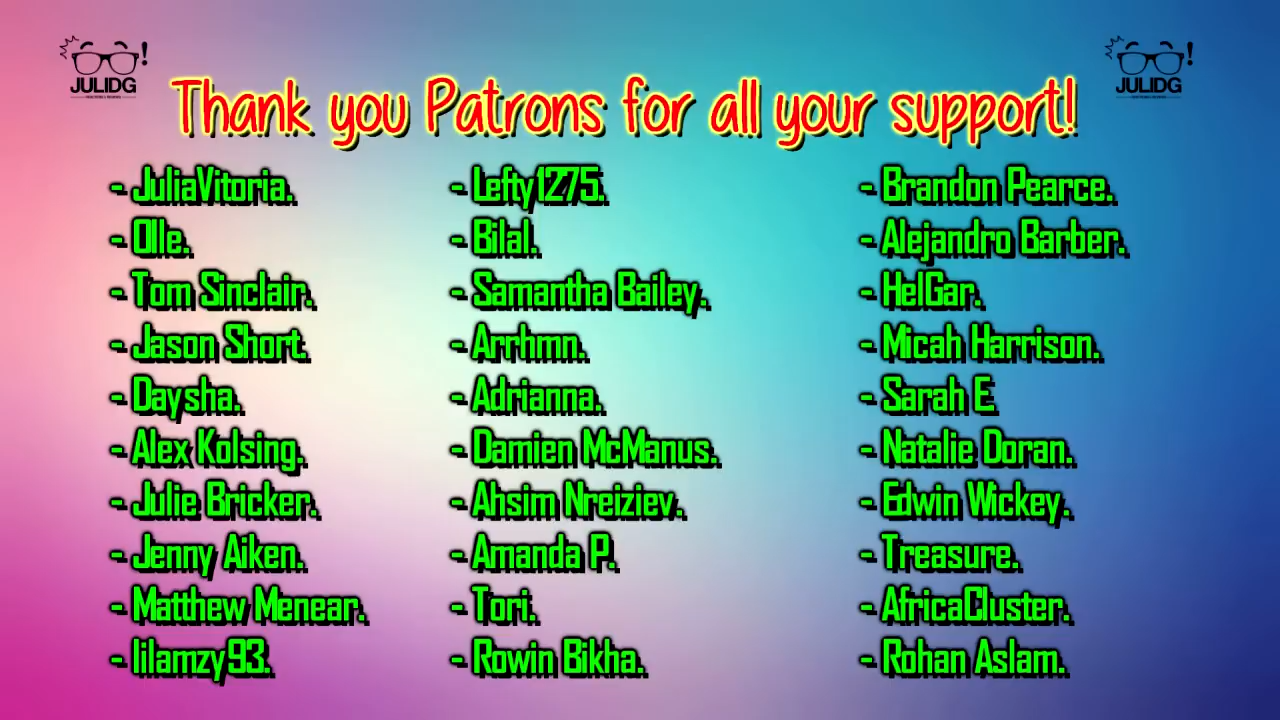 JULIDG
JULIDG
Thank you Patrons for all your support!
- JuliaVitoria.
- Olle.
- Tom Sinclair.
- Jason Short.
- Daysha.
- Alex Kolsing.
- Julie Bricker.
- Jenny Aiken.
- Matthew Menear.
- lilamzy93.
- Lefty1275.
- Bilal.
- Samantha Bailey.
- Arrhmn.
- Adrianna.
- Damien McManus.
- Ahsim Nreiziev.
- Amanda P.
- Tori.
- Rowin Bikha.
- Brandon Pearce.
- Alejandro Barber.
- HelGar.
- Micah Harrison.
- Sarah E.
- Natalie Doran.
- Edwin Wickey.
- Treasure.
- AfricaCluster.
- Rohan Aslam.